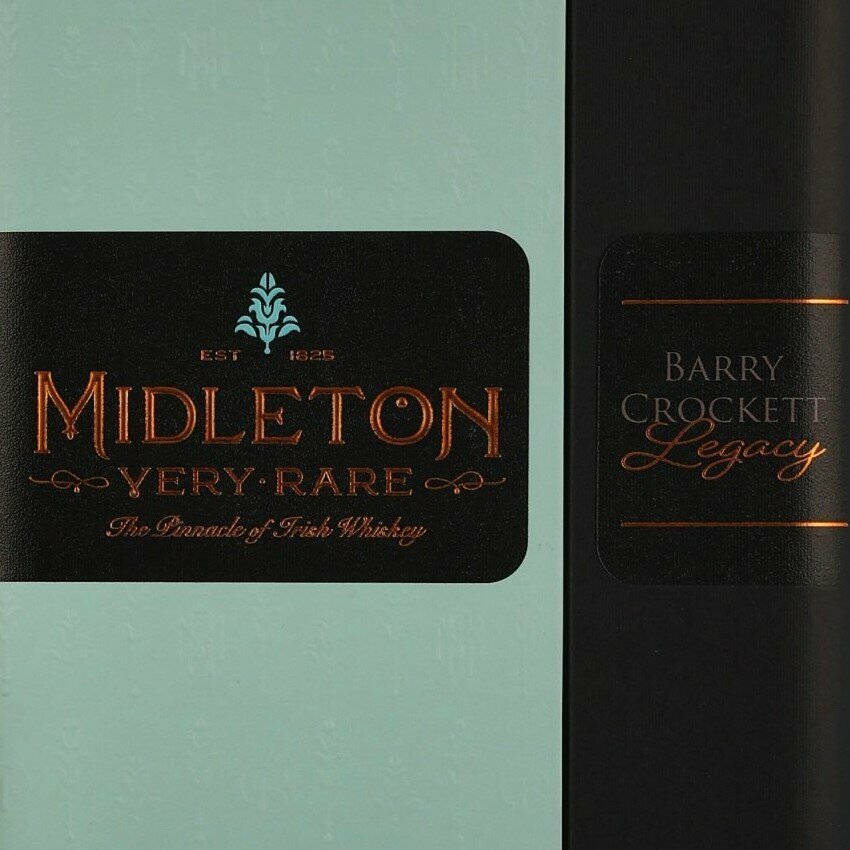 EST 1825
MIDLETON
VERY·RARE
The Pinnacle of Irish Whiskey
BARRY
CROCKETT
Legacy